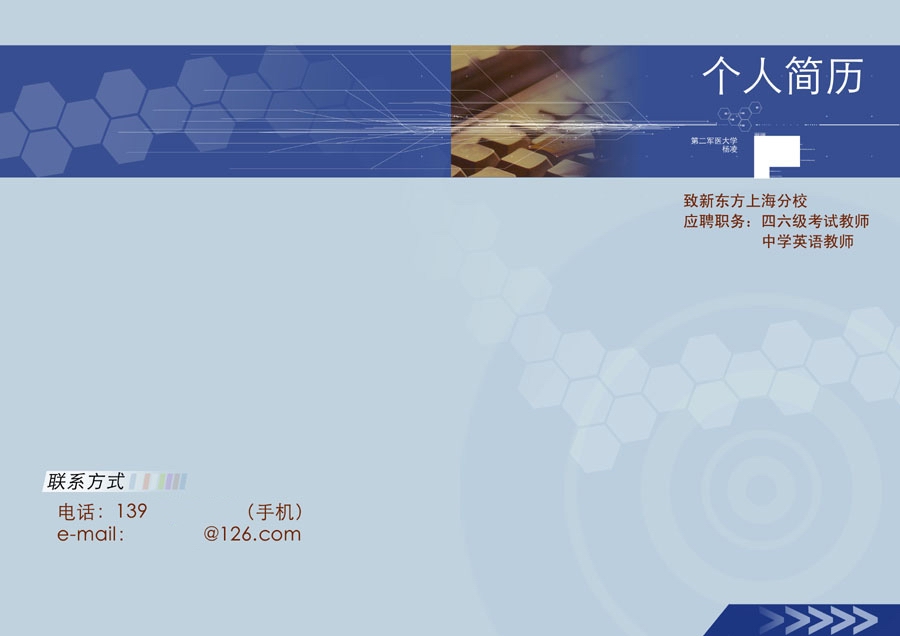 个人简历
第二军医大学
杨凌
致新东方上海分校
应聘职务：四六级考试教师
中学英语教师
联系方式
电话：139 （手机）
e-mail： @126.com